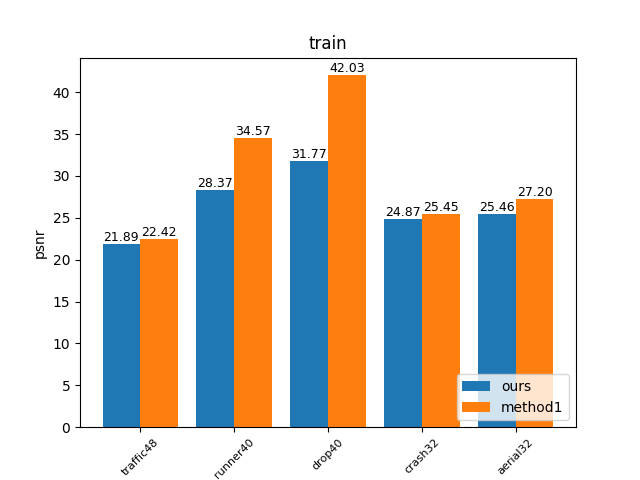 train
psnr
40
35
30
25
20
15
10
5
0
21.89
22.42
28.37
34.57
31.77
42.03
24.87
25.45
25.46
27.20
ours
method1
traffic48
runner40
drop40
crash32
aerial32